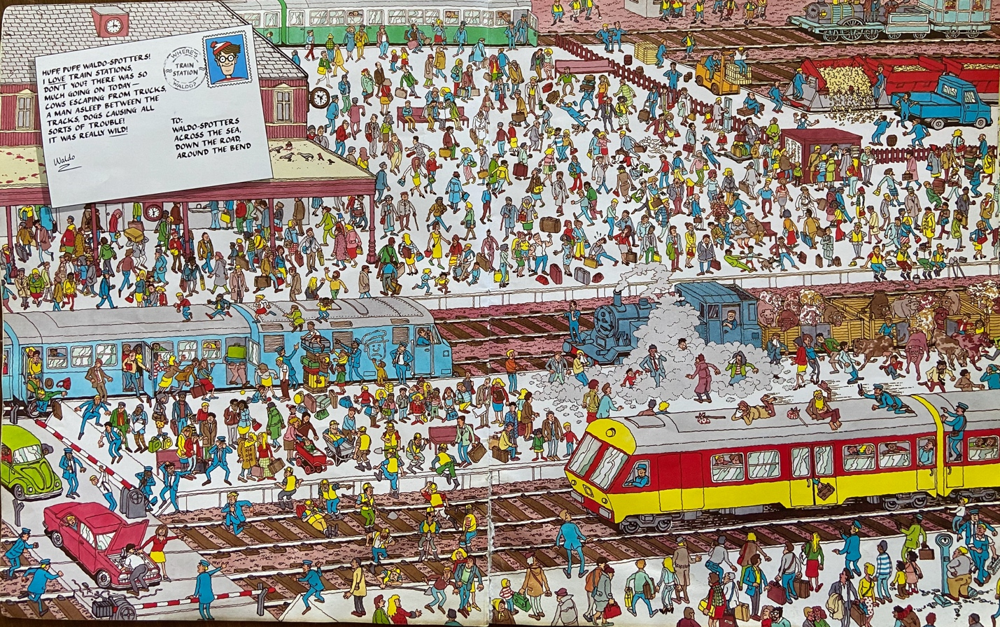 HUFF PUFF WALDO-SPOTTERS!
I LOVE TRAIN STATIONS,
DON'T YOU? THERE WAS SO
MUCH GOING ON TODAY—
COWS ESCAPING FROM TRUCKS,
A MAN ASLEEP BETWEEN THE
TRACKS, DOGS CAUSING ALL
SORTS OF TROUBLE!
IT WAS REALLY WILD!
Waldo
WHERE'S
TRAIN
STATION
WALDO?
TO:
WALDO-SPOTTERS
ACROSS THE SEA,
DOWN THE ROAD,
AROUND THE BEND